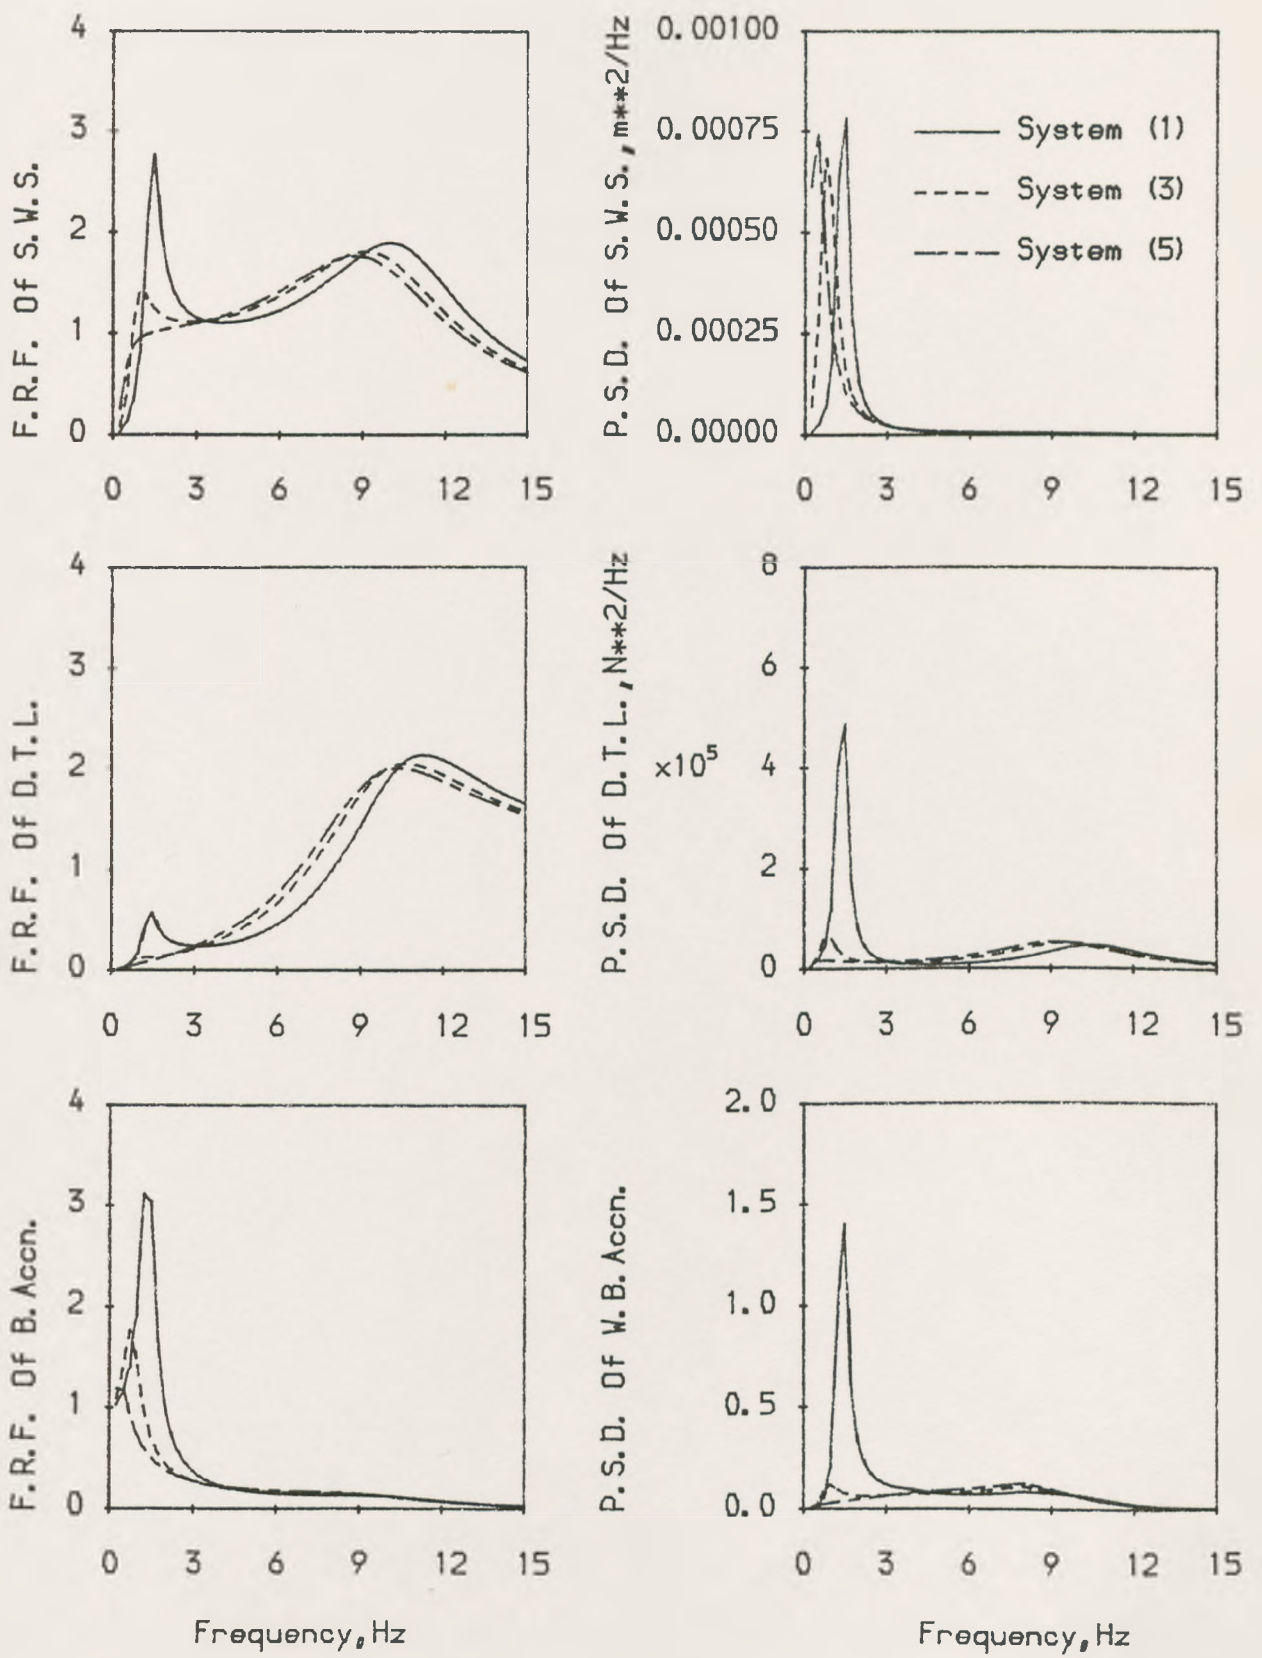 F.R.F. Of S.W.S.
4
3
2
1
0
0 3 6 9 12 15
P.S.D. Of S.W.S., m**2/Hz
0.00100
0.00075
0.00050
0.00025
0.00000
System (1)
System (3)
System (5)
0 3 6 9 12 15
F.R.F. Of D.T.L.
4
3
2
1
0
0 3 6 9 12 15
P.S.D. Of D.T.L., N**2/Hz
×10⁵
8
6
4
2
0
0 3 6 9 12 15
F.R.F. Of B.Accn.
4
3
2
1
0
0 3 6 9 12 15
Frequency, Hz
P.S.D. Of W.B.Accn.
2.0
1.5
1.0
0.5
0.0
0 3 6 9 12 15
Frequency, Hz